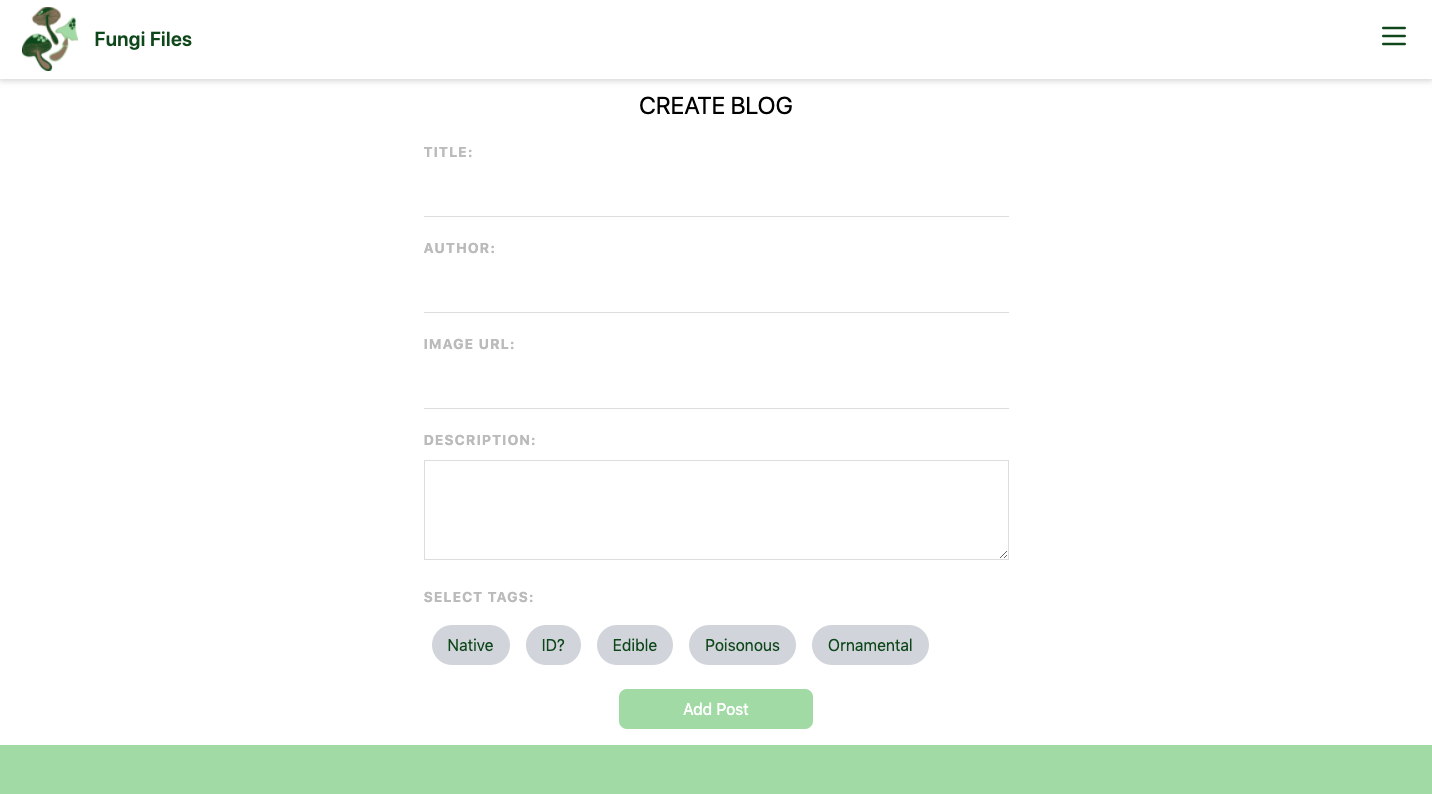 Fungi Files
CREATE BLOG
TITLE:
AUTHOR:
IMAGE URL:
DESCRIPTION:
SELECT TAGS:
Native ID? Edible Poisonous Ornamental
Add Post